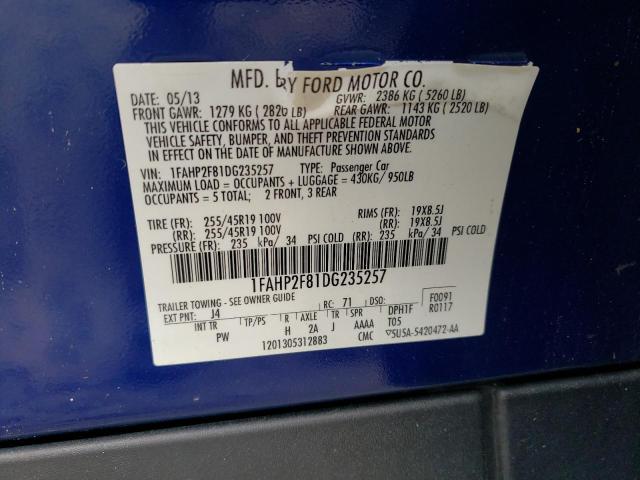 MFD. BY FORD MOTOR CO.
DATE: 05/13 GVWR: 2386 KG ( 5260 LB)
FRONT GAWR: 1279 KG ( 2820 LB) REAR GAWR: 1143 KG ( 2520 LB)
THIS VEHICLE CONFORMS TO ALL APPLICABLE FEDERAL MOTOR
VEHICLE SAFETY, BUMPER, AND THEFT PREVENTION STANDARDS
IN EFFECT ON THE DATE OF MANUFACTURE SHOWN ABOVE.
VIN: 1FAHP2F81DG235257 TYPE: Passenger Car
MAXIMUM LOAD = OCCUPANTS + LUGGAGE = 430KG/ 950LB
OCCUPANTS = 5 TOTAL; 2 FRONT, 3 REAR
TIRE (FR): 255/45R19 100V RIMS (FR): 19X8.5J
(RR): 255/45R19 100V (RR): 19X8.5J
PRESSURE (FR): 235 kPa/ 34 PSI COLD (RR): 235 kPa/ 34 PSI COLD
1FAHP2F81DG235257
TRAILER TOWING - SEE OWNER GUIDE
EXT PNT: J4 RC: 71 DSO: F0091
R0117
INT TR TP/PS R AXLE TR SPR DPHTF
PW H 2A J AAAA T05
1201305312883 CMC ▽5U5A-5420472-AA